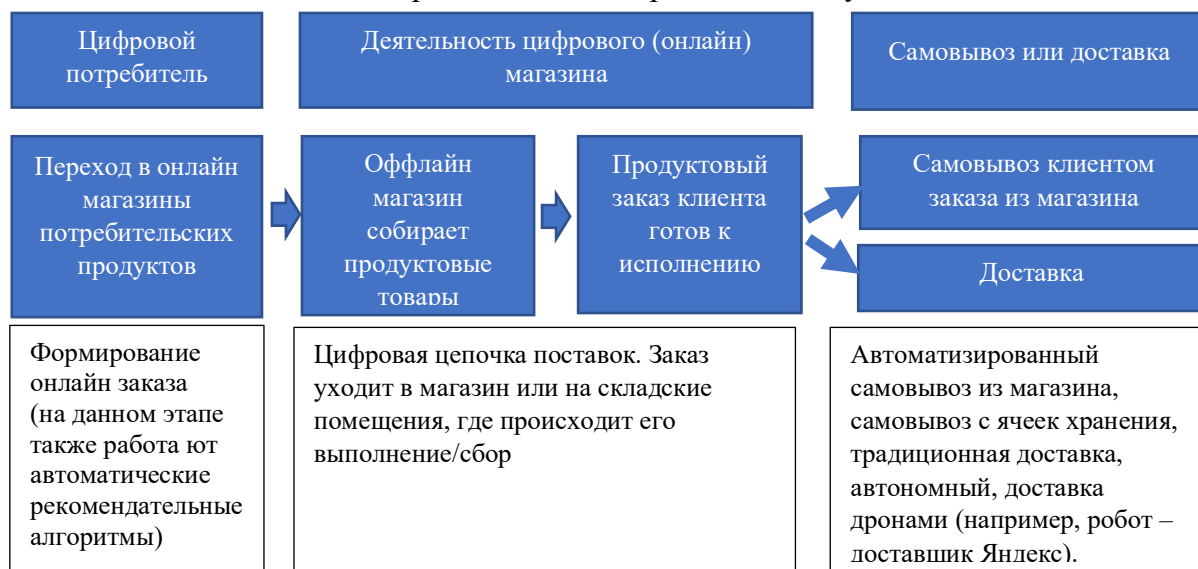 Цифровой
потребитель
Деятельность цифрового (онлайн)
магазина
Самовывоз или доставка
Переход в онлайн
магазины
потребительских
продуктов
Оффлайн
магазин
собирает
продуктовые
товары
Продуктовый
заказ клиента
готов к
исполнению
Самовывоз клиентом
заказа из магазина
Доставка
Формирование
онлайн заказа
(на данном этапе
также работа ют
автоматические
рекомендательные
алгоритмы)
Цифровая цепочка поставок. Заказ
уходит в магазин или на складские
помещения, где происходит его
выполнение/сбор
Автоматизированный
самовывоз из магазина,
самовывоз с ячеек хранения,
традиционная доставка,
автономный, доставка
дронами (например, робот –
доставщик Яндекс).